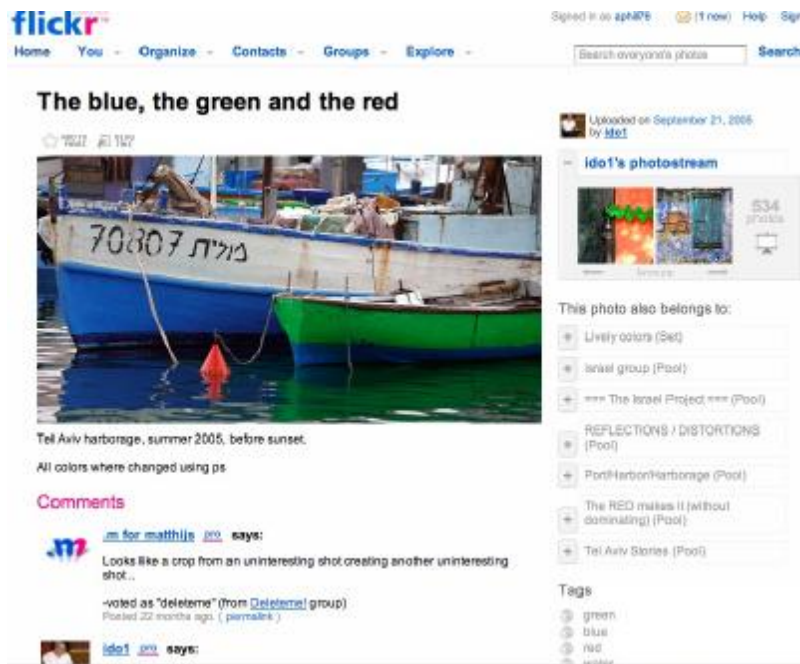 flickr
Signed in as aphil76 (1 new) Help Sign
Home You Organize Contacts Groups Explore
Search everyone's photos Search
The blue, the green and the red
Uploaded on September 21, 2005
by ido1
ido1's photostream
534
photos
browse
70807 מולית
This photo also belongs to:
Lively colors (Set)
Israel group (Pool)
=== The Israel Project === (Pool)
REFLECTIONS / DISTORTIONS
(Pool)
Port/Harbor/Harborage (Pool)
The RED makes it (without
dominating) (Pool)
Tel Aviv Stories (Pool)
Tags
green
blue
red
water
Tel Aviv harborage, summer 2005, before sunset.
All colors where changed using ps
Comments
.m for matthijs pro says:
Looks like a crop from an uninteresting shot creating another uninteresting
shot...
-voted as "deleteme" (from Deleteme! group)
Posted 22 months ago. ( permalink )
ido1 pro says: